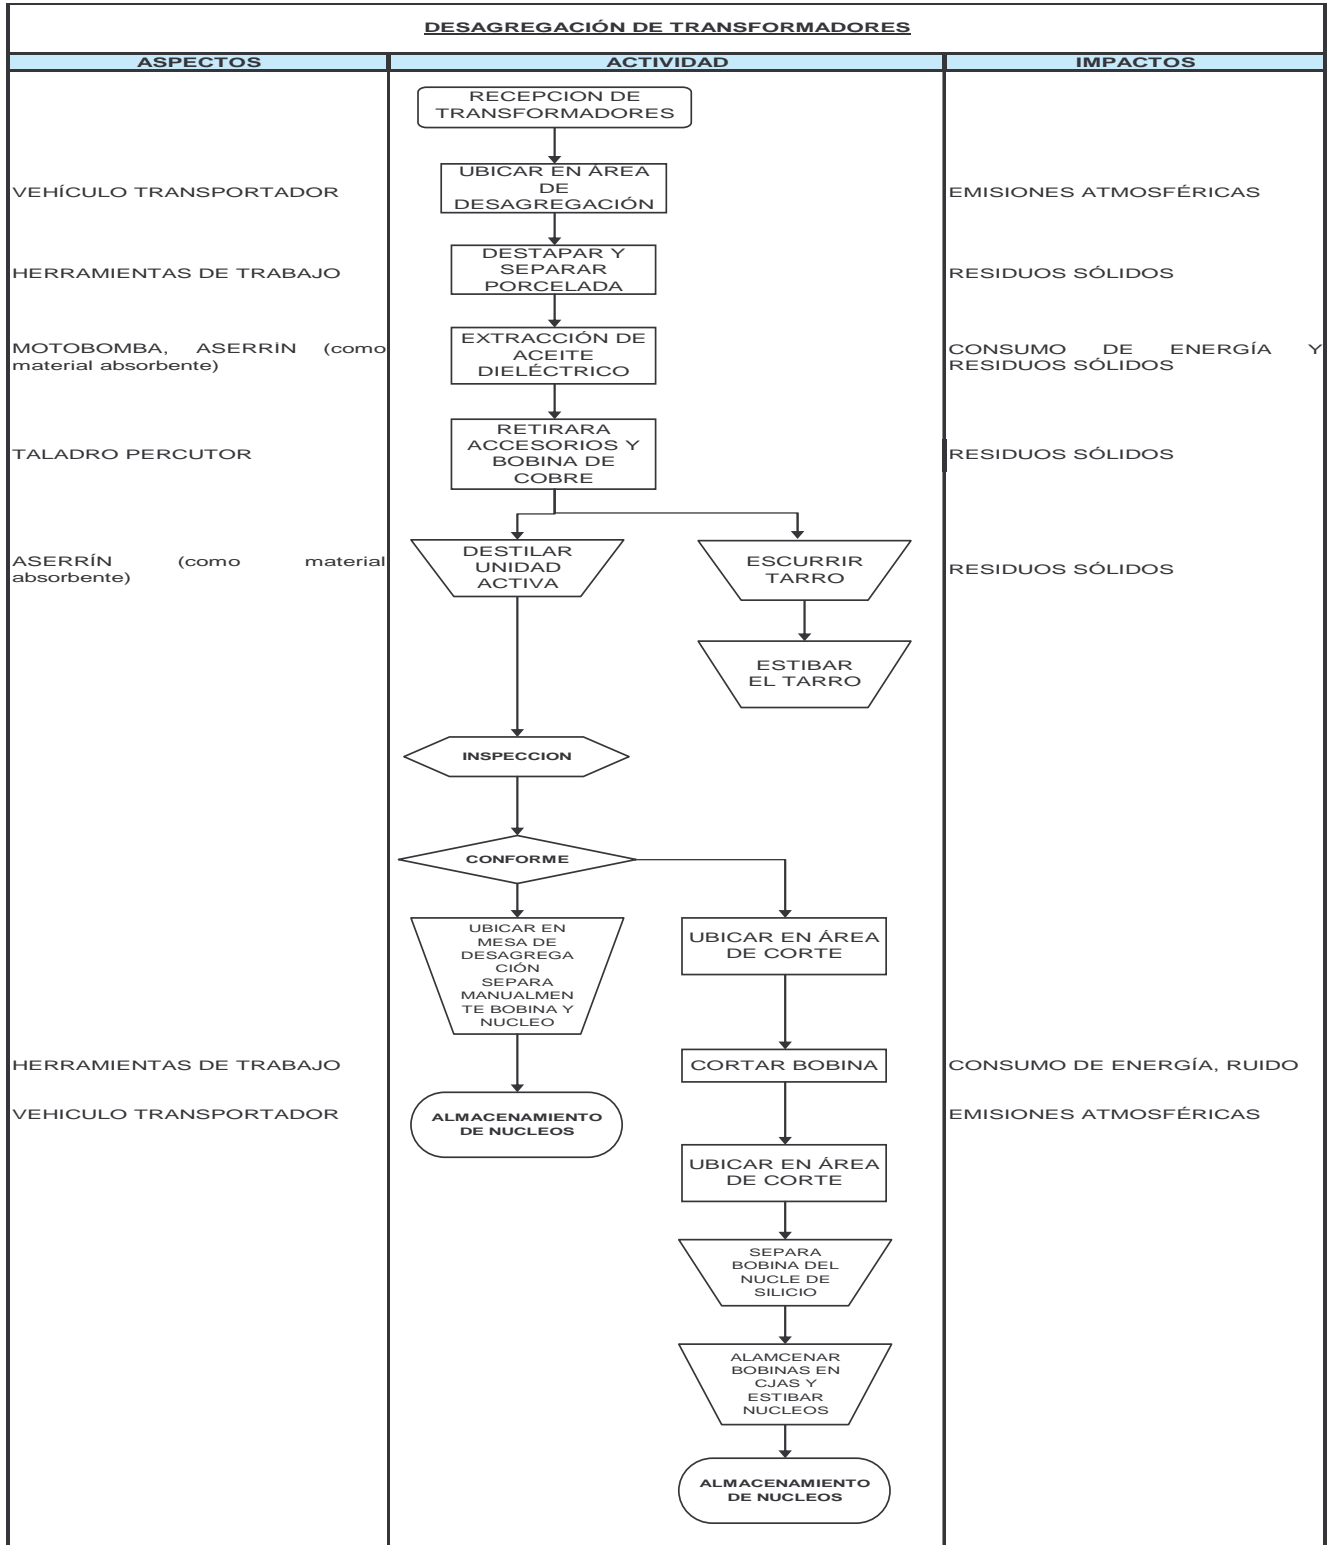 DESAGREGACIÓN DE TRANSFORMADORES
ASPECTOS
ACTIVIDAD
IMPACTOS
RECEPCION DE
TRANSFORMADORES
VEHÍCULO TRANSPORTADOR
UBICAR EN ÁREA
DE
DESAGREGACIÓN
EMISIONES ATMOSFÉRICAS
HERRAMIENTAS DE TRABAJO
DESTAPAR Y
SEPARAR
PORCELADA
RESIDUOS SÓLIDOS
MOTOBOMBA, ASERRÍN (como
material absorbente)
EXTRACCIÓN DE
ACEITE
DIELÉCTRICO
CONSUMO DE ENERGÍA Y
RESIDUOS SÓLIDOS
TALADRO PERCUTOR
RETIRARA
ACCESORIOS Y
BOBINA DE
COBRE
RESIDUOS SÓLIDOS
ASERRÍN (como material
absorbente)
DESTILAR
UNIDAD
ACTIVA
ESCURRIR
TARRO
RESIDUOS SÓLIDOS
ESTIBAR
EL TARRO
INSPECCION
CONFORME
UBICAR EN
MESA DE
DESAGREGA
CIÓN
SEPARA
MANUALMEN
TE BOBINA Y
NUCLEO
UBICAR EN ÁREA
DE CORTE
HERRAMIENTAS DE TRABAJO
CORTAR BOBINA
CONSUMO DE ENERGÍA, RUIDO
VEHICULO TRANSPORTADOR
ALMACENAMIENTO
DE NUCLEOS
EMISIONES ATMOSFÉRICAS
UBICAR EN ÁREA
DE CORTE
SEPARA
BOBINA DEL
NUCLE DE
SILICIO
ALAMCENAR
BOBINAS EN
CJAS Y
ESTIBAR
NUCLEOS
ALMACENAMIENTO
DE NUCLEOS